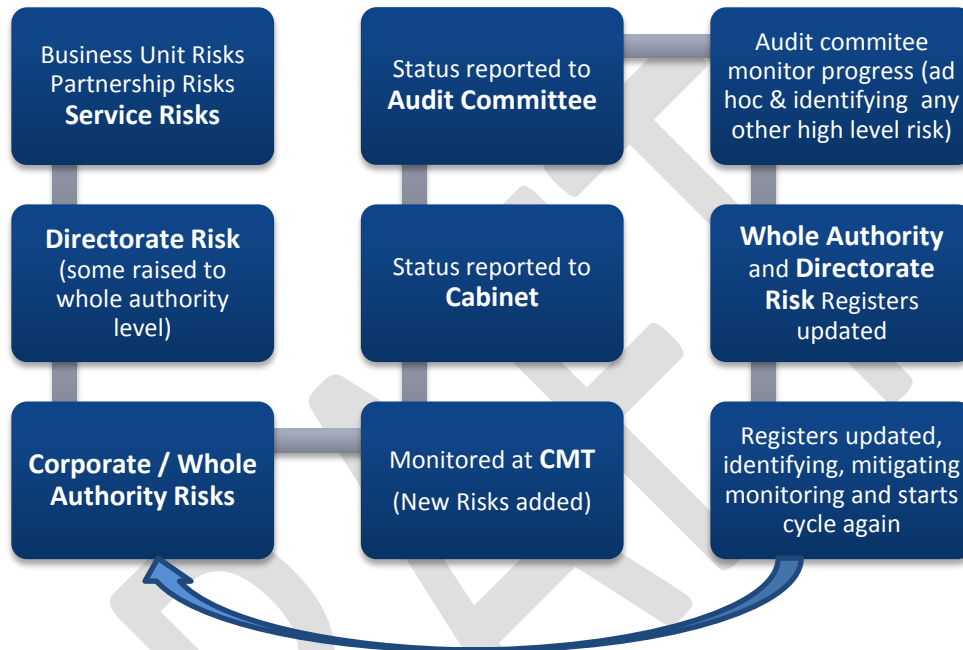 Business Unit Risks
Partnership Risks
Service Risks
Directorate Risk
(some raised to
whole authority
level)
Corporate / Whole
Authority Risks
Monitored at CMT
(New Risks added)
Status reported to
Cabinet
Status reported to
Audit Committee
Audit commitee
monitor progress (ad
hoc & identifying any
other high level risk)
Whole Authority
and Directorate
Risk Registers
updated
Registers updated,
identifying, mitigating
monitoring and starts
cycle again
DRAFT